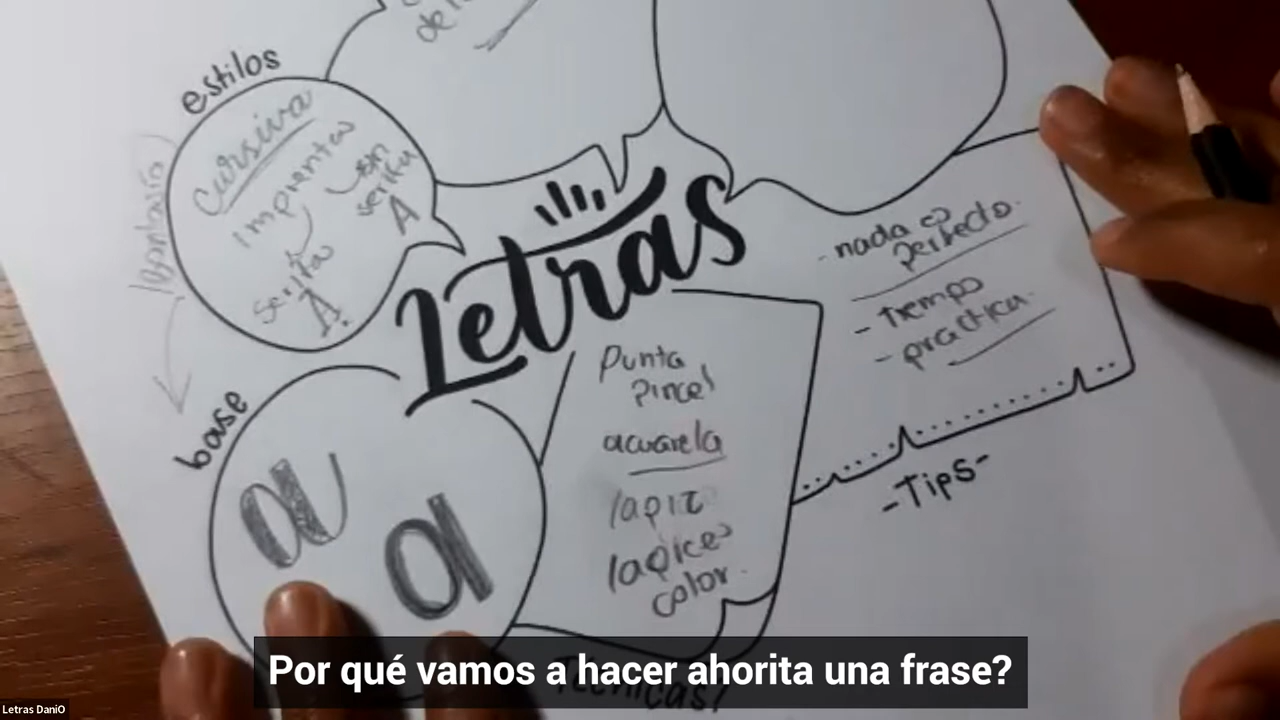 estilos
Cursiva
imprenta
sin
serifa
A
serifa
A.
base
a
a
Letras
Punta
Pincel
acuarela
lapiz
lapices
color.
- nada es
perfecto.
- tiempo
- practica.
-Tips-
Técnicas!
Por qué vamos a hacer ahorita una frase?
Letras DaniO